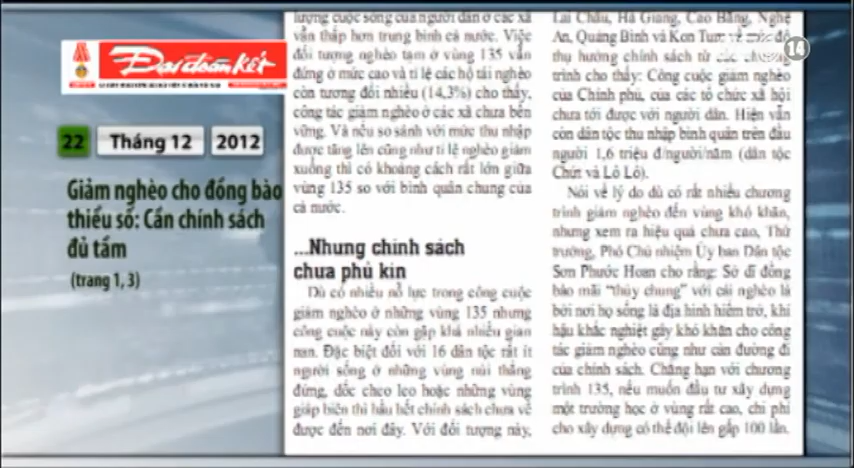 Đại đoàn Kết
22 Tháng 12 2012
Giảm nghèo cho đồng bào
thiểu số: Cần chính sách
đủ tầm
(trang 1, 3)
lượng cuộc sống của người dân ở các xã
vẫn thấp hơn trung bình cả nước. Việc
đối tượng nghèo tạm ở vùng 135 vẫn
đứng ở mức cao và tỉ lệ các hộ tái nghèo
còn tương đối nhiều (14,3%) cho thấy,
công tác giảm nghèo ở các xã chưa bền
vững. Và nếu so sánh với mức thu nhập
được tăng lên cũng như tỉ lệ nghèo giảm
xuống thì có khoảng cách rất lớn giữa
vùng 135 so với bình quân chung của
cả nước.
...Nhưng chính sách
chưa phủ kín
Dù có nhiều nỗ lực trong công cuộc
giảm nghèo ở những vùng 135 nhưng
công cuộc này còn gặp khá nhiều gian
nan. Đặc biệt đối với 16 dân tộc rất ít
người sống ở những vùng núi thẳng
đứng, dốc cheo leo hoặc những vùng
giáp biên thì hầu hết chính sách chưa về
được đến nơi đây. Với đối tượng này,
Lai Châu, Hà Giang, Cao Bằng, Nghệ
An, Quảng Bình và Kon Tum về mức độ
thụ hưởng chính sách từ các chương
trình cho thấy: Công cuộc giảm nghèo
của Chính phủ, của các tổ chức xã hội
chưa tới được với người dân. Hiện vẫn
còn dân tộc thu nhập bình quân trên đầu
người 1,6 triệu đ/người/năm (dân tộc
Chứt và Lô Lô).
Nói về lý do dù có rất nhiều chương
trình giảm nghèo đến vùng khó khăn,
nhưng xem ra hiệu quả chưa cao, Thứ
trưởng, Phó Chủ nhiệm Ủy ban Dân tộc
Sơn Phước Hoan cho rằng: Sở dĩ đồng
bào mãi "thủy chung" với cái nghèo là
bởi nơi họ sống là địa hình hiểm trở, khí
hậu khắc nghiệt gây khó khăn cho công
tác giảm nghèo cũng như cản đường đi
của chính sách. Chẳng hạn với chương
trình 135, nếu muốn đầu tư xây dựng
một trường học ở vùng rất cao, chi phí
cho xây dựng có thể đội lên gấp 100 lần.
14